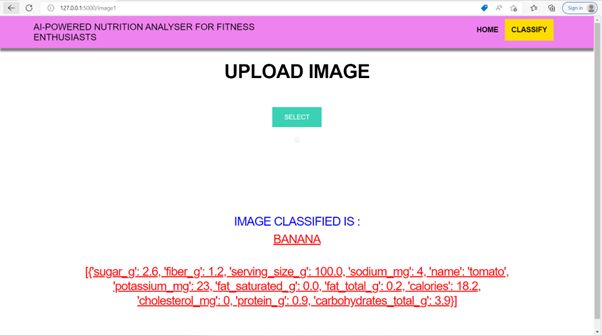 127.0.0.1:5000/image1
Sign in
AI-POWERED NUTRITION ANALYSER FOR FITNESS
ENTHUSIASTS
HOME
CLASSIFY
UPLOAD IMAGE
SELECT
IMAGE CLASSIFIED IS :
BANANA
[{'sugar_g': 2.6, 'fiber_g': 1.2, 'serving_size_g': 100.0, 'sodium_mg': 4, 'name': 'tomato',
'potassium_mg': 23, 'fat_saturated_g': 0.0, 'fat_total_g': 0.2, 'calories': 18.2,
'cholesterol_mg': 0, 'protein_g': 0.9, 'carbohydrates_total_g': 3.9}]